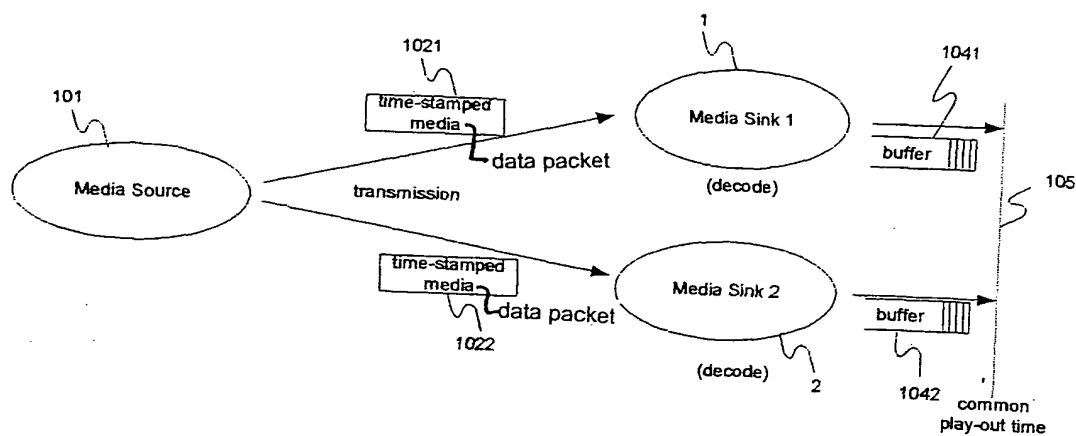 1
1021
1041
101
time-stamped
media
Media Sink 1
data packet
buffer
Media Source
(decode)
105
transmission
time-stamped
media
Media Sink 2
data packet
buffer
1022
(decode)
2
1042
common
play-out time